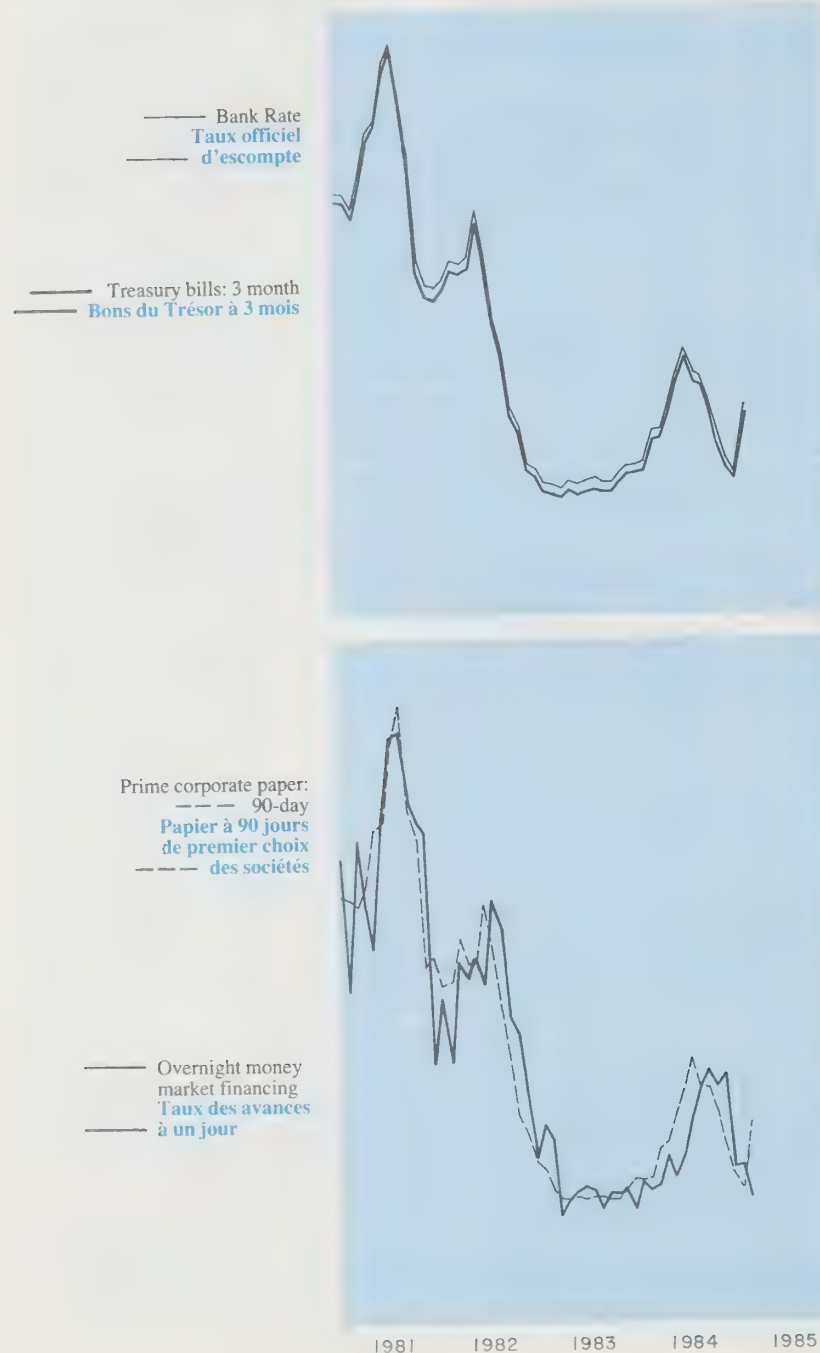 Bank Rate
Taux officiel
d'escompte
Treasury bills: 3 month
Bons du Trésor à 3 mois
Prime corporate paper:
90-day
Papier à 90 jours
de premier choix
des sociétés
Overnight money
market financing
Taux des avances
à un jour
1981 1982 1983 1984 1985